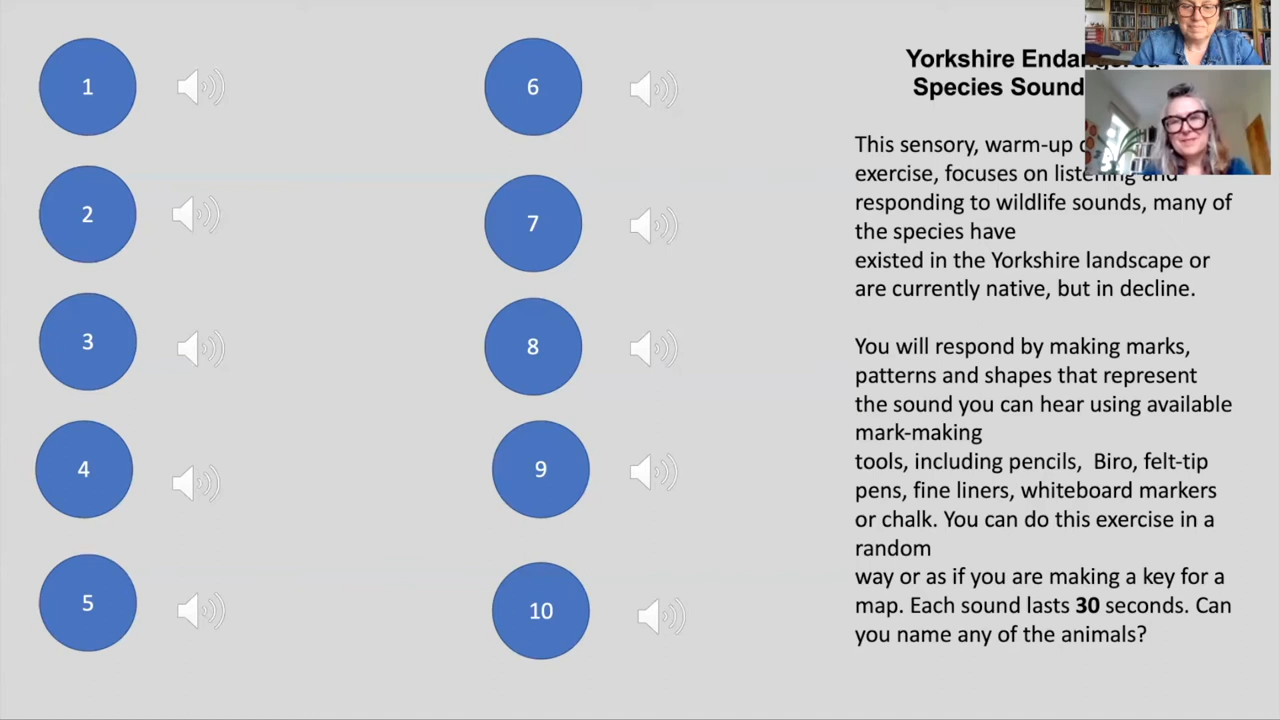 1
2
3
4
5
6
7
8
9
10
Yorkshire Endangered
Species Sound
This sensory, warm-up
exercise, focuses on listening and
responding to wildlife sounds, many of
the species have
existed in the Yorkshire landscape or
are currently native, but in decline.
You will respond by making marks,
patterns and shapes that represent
the sound you can hear using available
mark-making
tools, including pencils,  Biro, felt-tip
pens, fine liners, whiteboard markers
or chalk. You can do this exercise in a
random
way or as if you are making a key for a
map. Each sound lasts 30 seconds. Can
you name any of the animals?